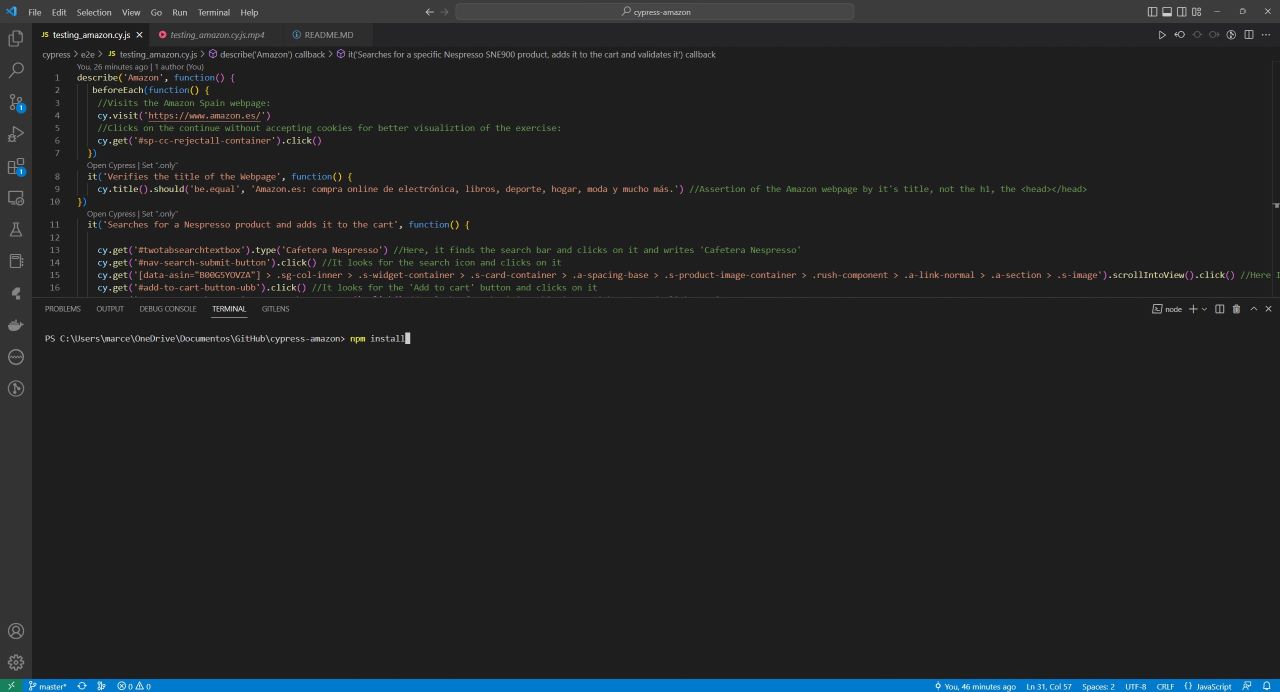 File Edit Selection View Go Run Terminal Help
cypress-amazon
JS testing_amazon.cy.js
testing_amazon.cy.js.mp4
README.MD
cypress > e2e > JS testing_amazon.cy.js > describe('Amazon') callback > it('Searches for a specific Nespresso SNE900 product, adds it to the cart and validates it') callback
You, 26 minutes ago | 1 author (You)
1 describe('Amazon', function() {
2 beforeEach(function() {
3 //Visits the Amazon Spain webpage:
4 cy.visit('https://www.amazon.es/')
5 //Clicks on the continue without accepting cookies for better visualiztion of the exercise:
6 cy.get('#sp-cc-rejectall-container').click()
7 })
Open Cypress | Set ".only"
8 it('Verifies the title of the Webpage', function() {
9 cy.title().should('be.equal', 'Amazon.es: compra online de electrónica, libros, deporte, hogar, moda y mucho más.') //Assertion of the Amazon webpage by it's title, not the h1, the <head></head>
10 })
Open Cypress | Set ".only"
11 it('Searches for a Nespresso product and adds it to the cart', function() {
12
13 cy.get('#twotabsearchtextbox').type('Cafetera Nespresso') //Here, it finds the search bar and clicks on it and writes 'Cafetera Nespresso'
14 cy.get('#nav-search-submit-button').click() //It looks for the search icon and clicks on it
15 cy.get('[data-asin="B00G5YOVZA"] > .sg-col-inner > .s-widget-container > .s-card-container > .a-spacing-base > .s-product-image-container > .rush-component > .a-link-normal > .a-section > .s-image').scrollIntoView().click() //Here I
16 cy.get('#add-to-cart-button-ubb').click() //It looks for the 'Add to cart' button and clicks on it
PROBLEMS OUTPUT DEBUG CONSOLE TERMINAL GITLENS
node
PS C:\Users\marce\OneDrive\Documentos\GitHub\cypress-amazon> npm install
1
1
master* 0 0
You, 46 minutes ago Ln 31, Col 57 Spaces: 2 UTF-8 CRLF {} JavaScript